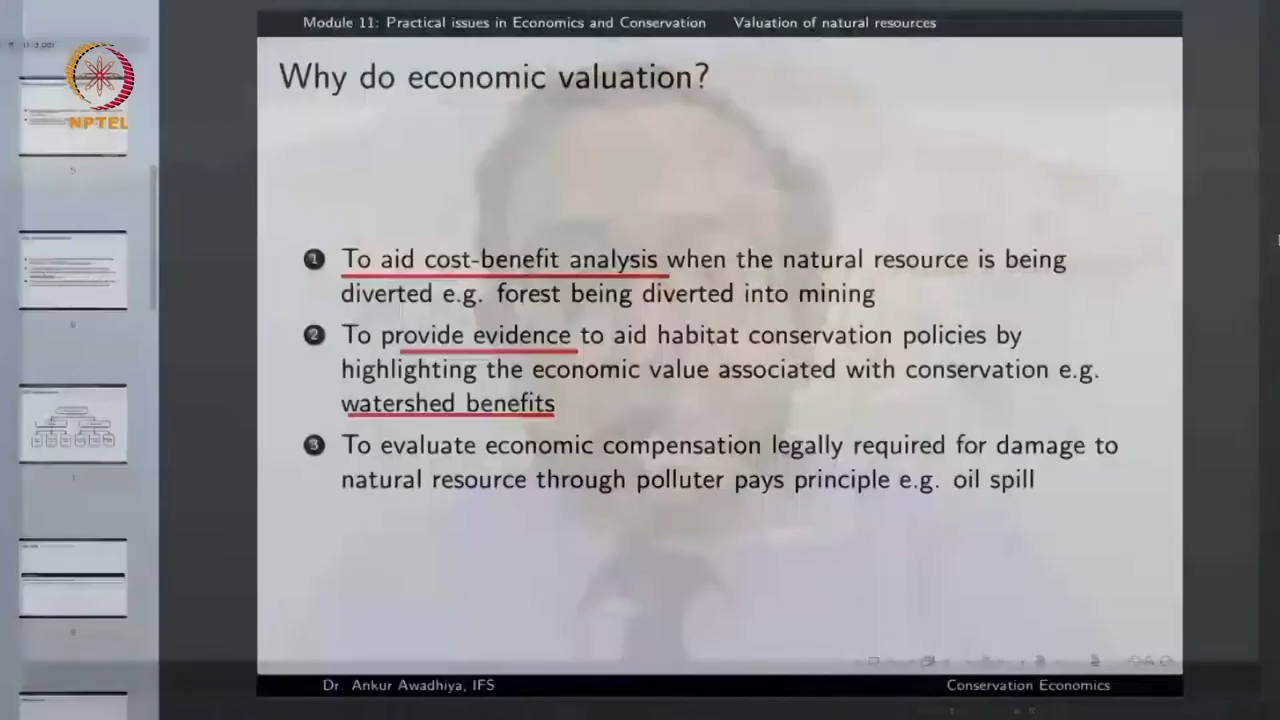 Module 11: Practical issues in Economics and Conservation Valuation of natural resources
NPTEL
Why do economic valuation?
1 To aid cost-benefit analysis when the natural resource is being
diverted e.g. forest being diverted into mining
2 To provide evidence to aid habitat conservation policies by
highlighting the economic value associated with conservation e.g.
watershed benefits
3 To evaluate economic compensation legally required for damage to
natural resource through polluter pays principle e.g. oil spill
Dr. Ankur Awadhiya, IFS Conservation Economics